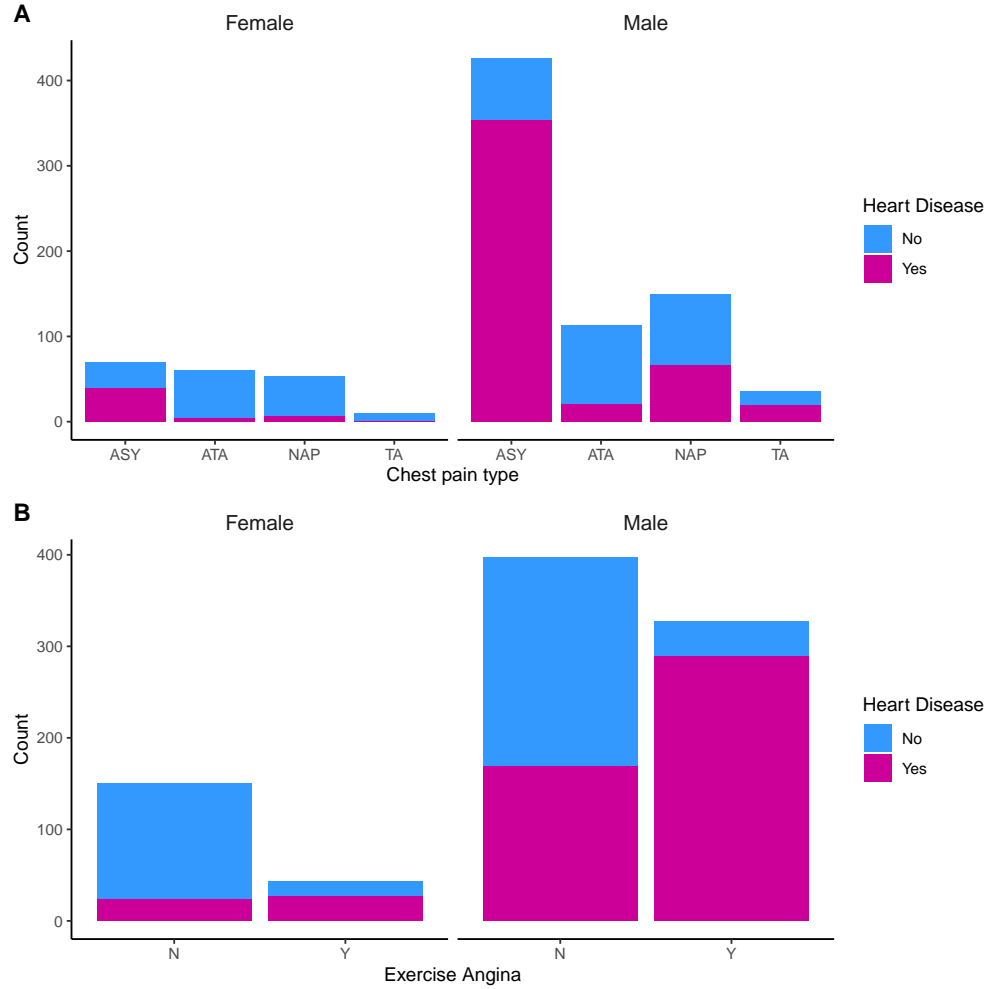 A
Female Male
400
300
200
100
0
Count
ASY ATA NAP TA ASY ATA NAP TA
Chest pain type
Heart Disease
No
Yes
B
Female Male
400
300
200
100
0
Count
N Y N Y
Exercise Angina
Heart Disease
No
Yes